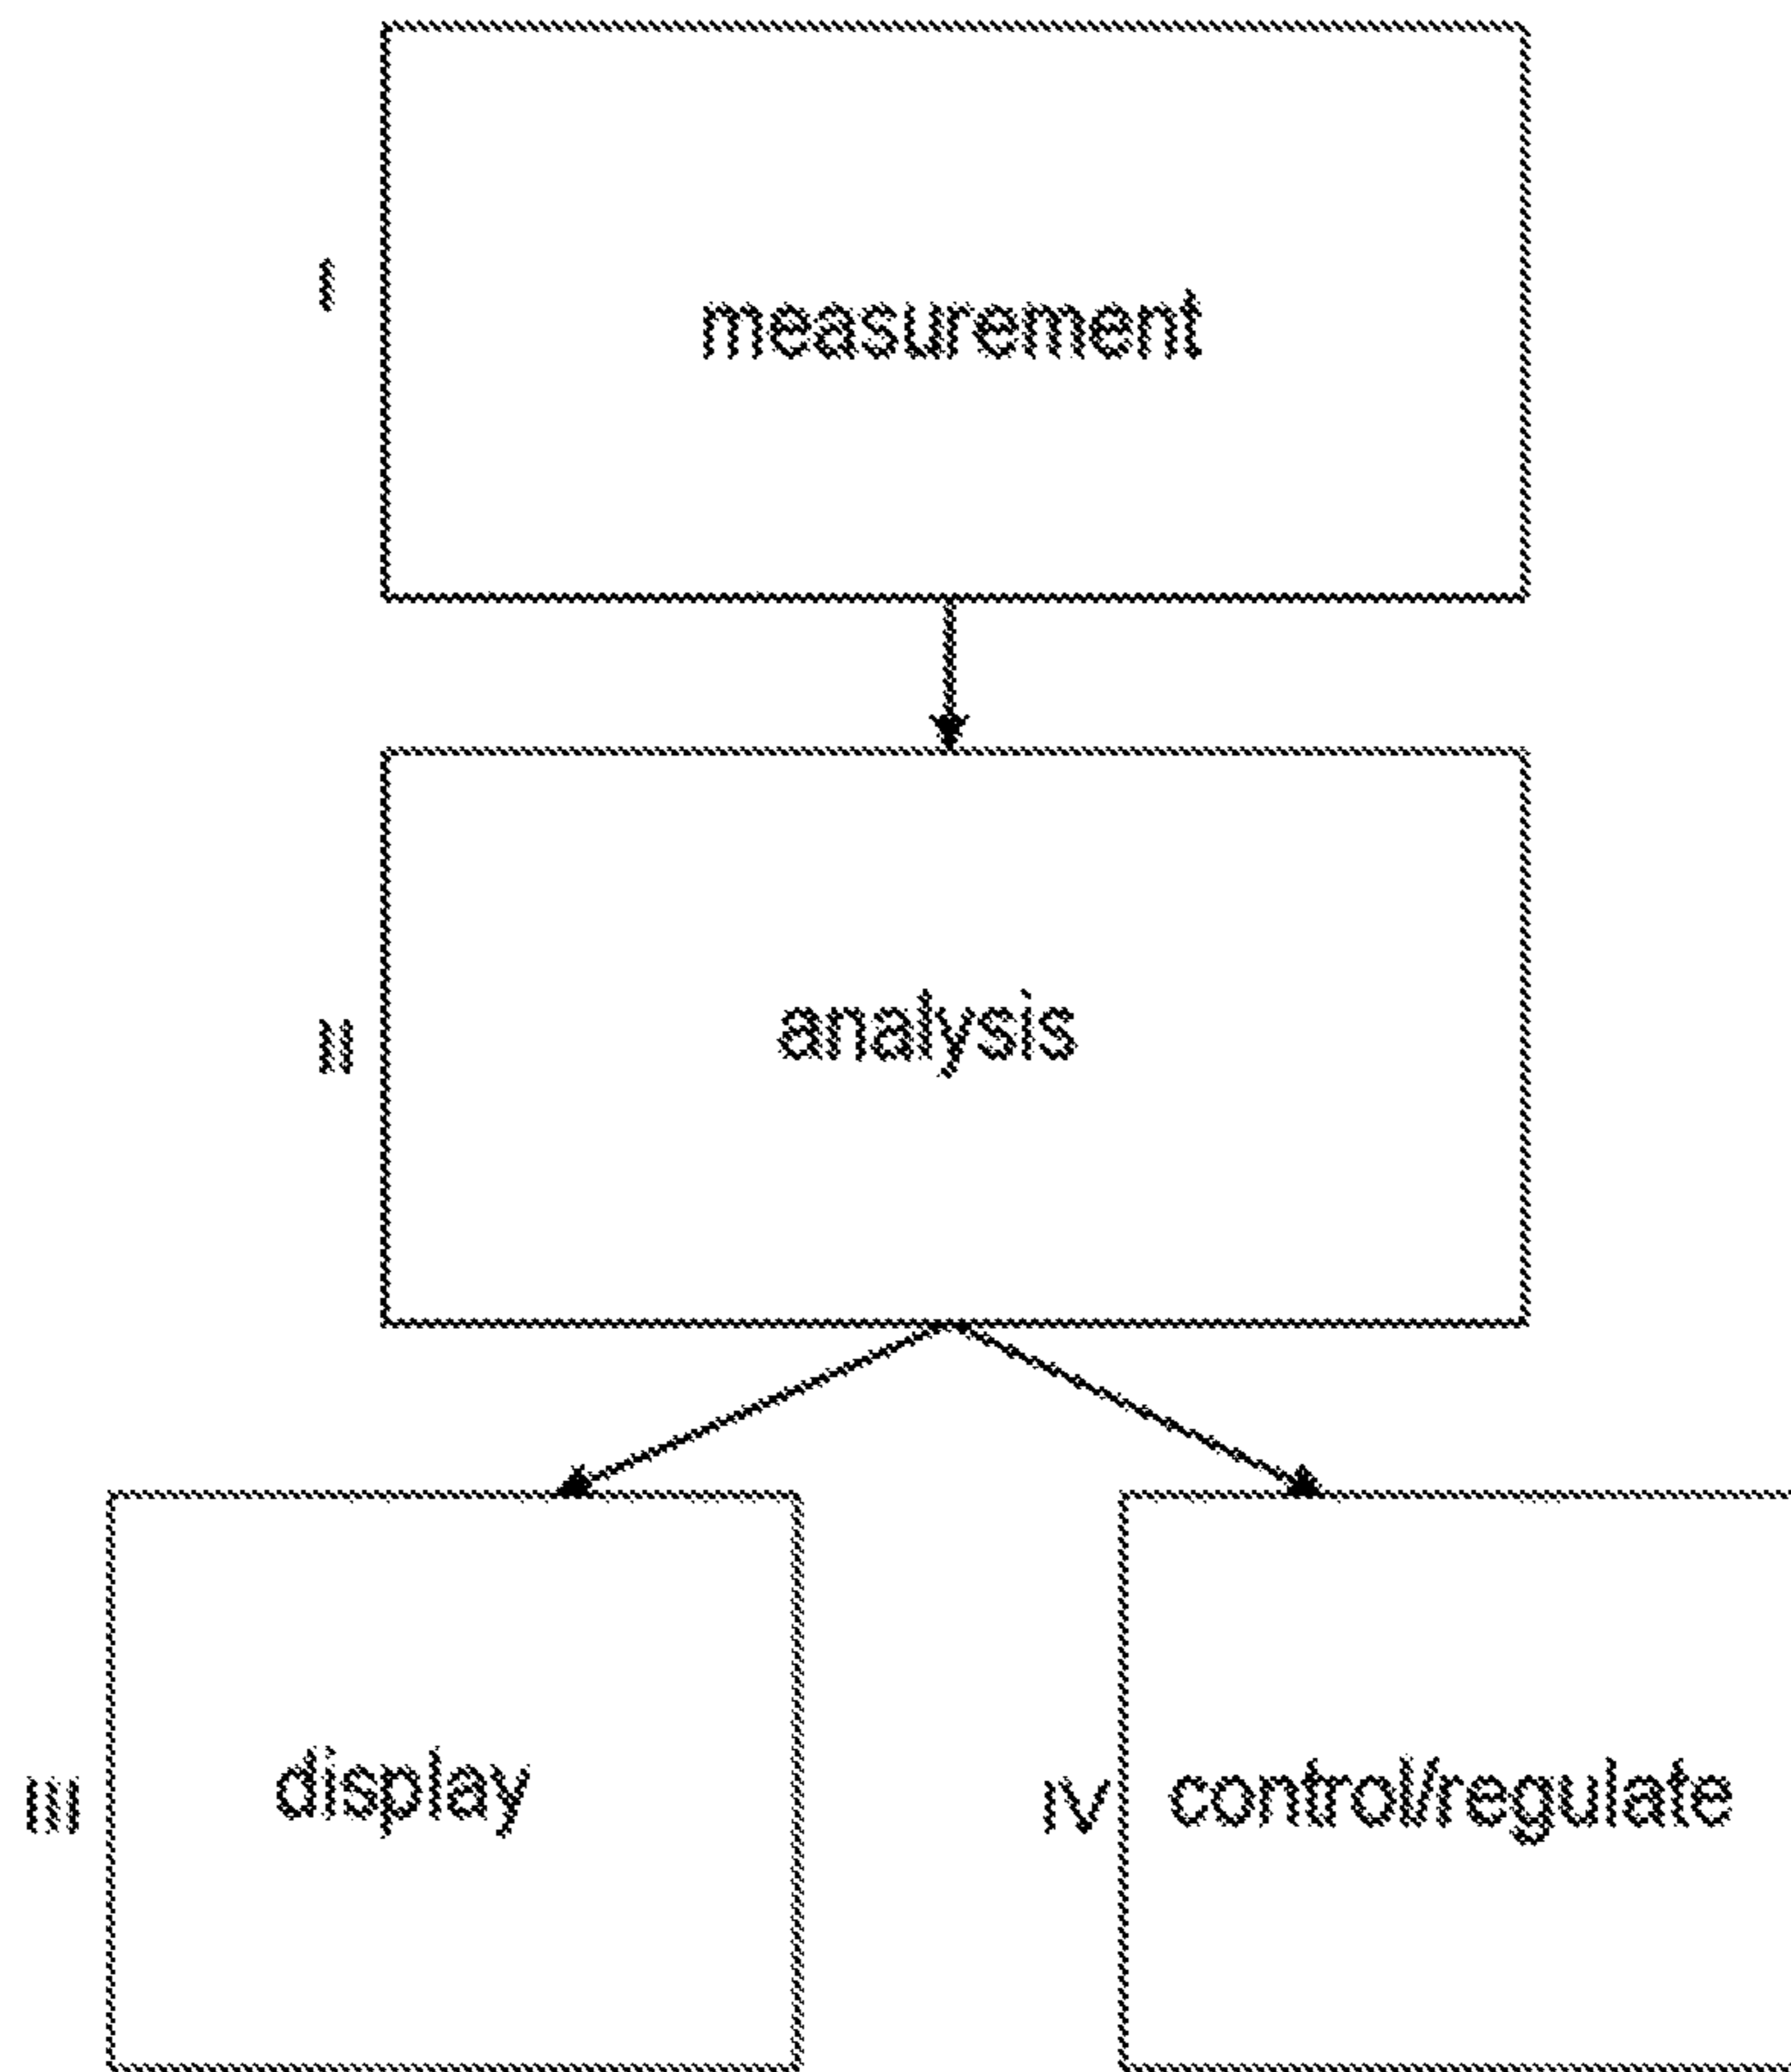 I
measurement
II
analysis
III
display
IV
control/regulate